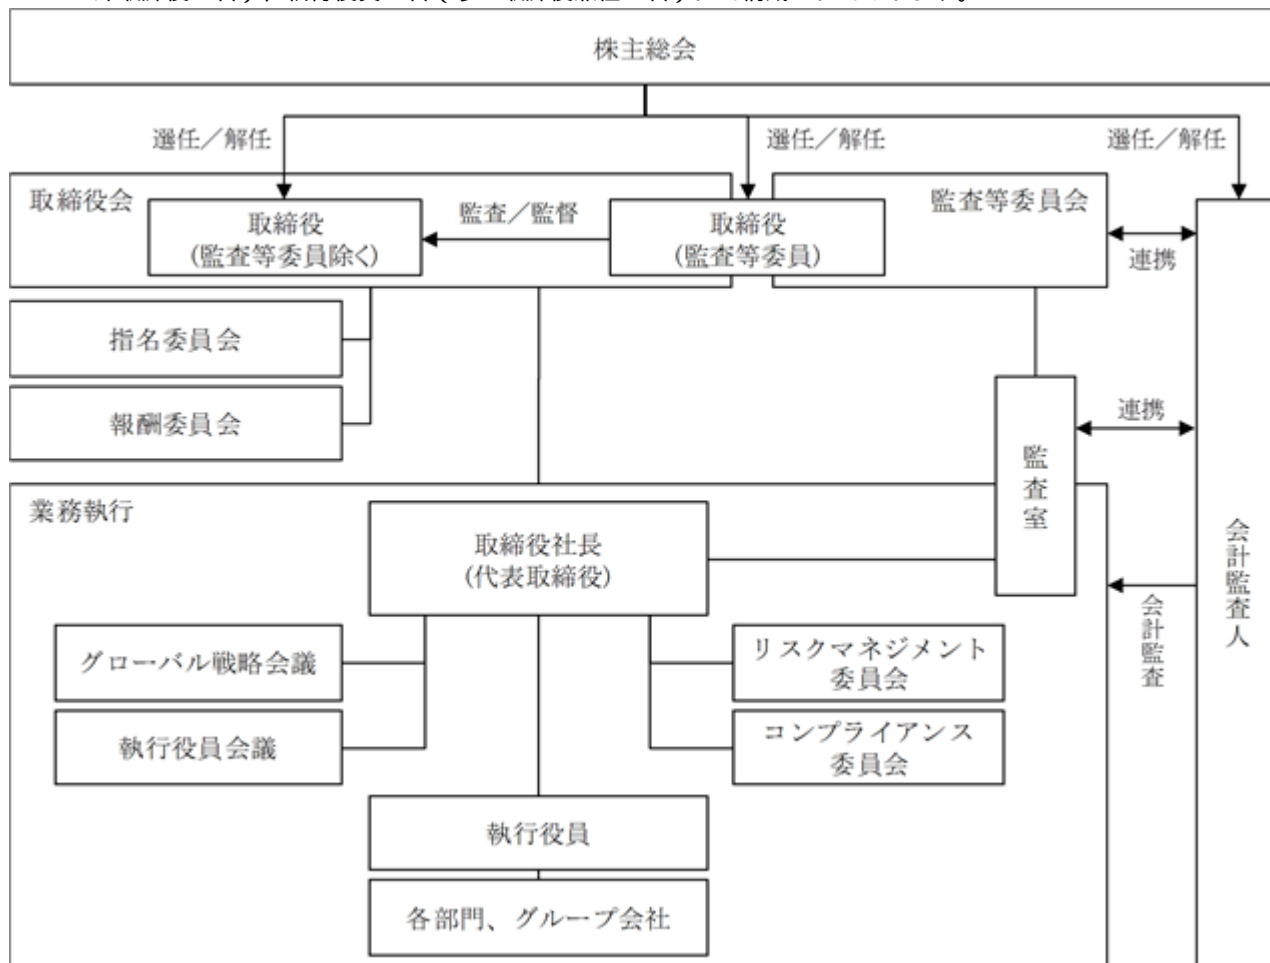 株主総会
選任／解任
選任／解任
選任／解任
取締役会
取締役
(監査等委員除く)
監査／監督
取締役
(監査等委員)
監査等委員会
連携
指名委員会
報酬委員会
連携
監査室
会計監査人
業務執行
取締役社長
(代表取締役)
会計監査
グローバル戦略会議
リスクマネジメント
委員会
執行役員会議
コンプライアンス
委員会
執行役員
各部門、グループ会社